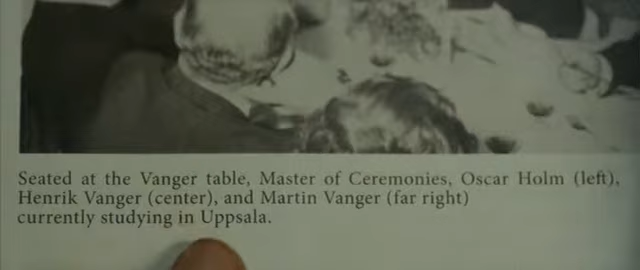 Seated at the Vanger table, Master of Ceremonies, Oscar Holm (left),
Henrik Vanger (center), and Martin Vanger (far right)
currently studying in Uppsala.